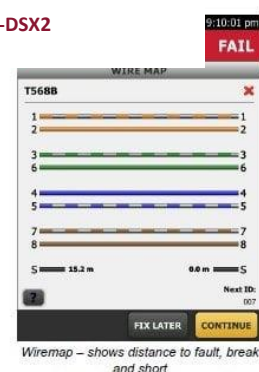 -DSX2
9:10:01 pm
FAIL
WIRE MAP
T568B
1 1
2 2
3 3
6 6
4 4
5 5
7 7
8 8
S 15.2 m 0.0 m S
Next ID:
?
007
FIX LATER CONTINUE
Wiremap – shows distance to fault, break
and short